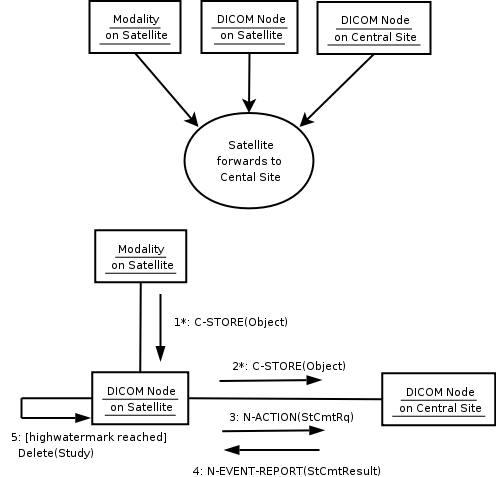 Modality
on Satellite
DICOM Node
on Satellite
DICOM Node
on Central Site
Satellite
forwards to
Cental Site
Modality
on Satellite
1*: C-STORE(Object)
2*: C-STORE(Object)
DICOM Node
on Satellite
DICOM Node
on Central Site
3: N-ACTION(StCmtRq)
5: [highwatermark reached]
Delete(Study)
4: N-EVENT-REPORT(StCmtResult)